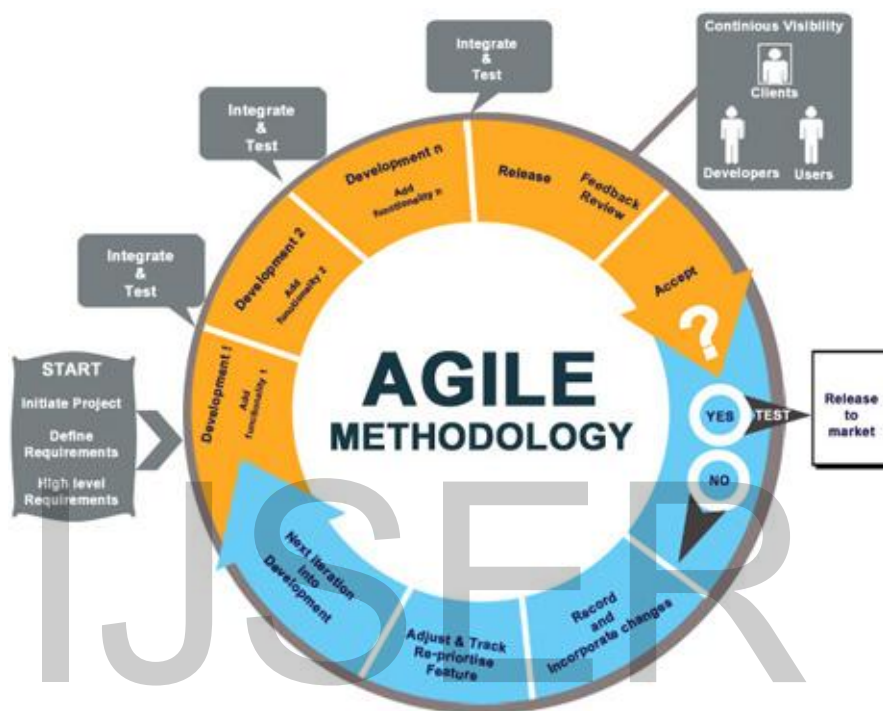 Continious Visibility
Clients
Developers Users
Integrate
&
Test
Integrate
&
Test
Integrate
&
Test
START
Initiate Project
Define
Requirements
High level
Requirements
Development 1
Add
functionality 1
Development 2
Add
functionality 2
Development n
Add
functionality n
Release
Feedback
Review
Accept
?
YES
TEST
Release
to
market
NO
Record
and
Incorporate changes
Adjust & Track
Re-prioritise
Feature
Next iteration
into
Development
AGILE
METHODOLOGY
IJSER